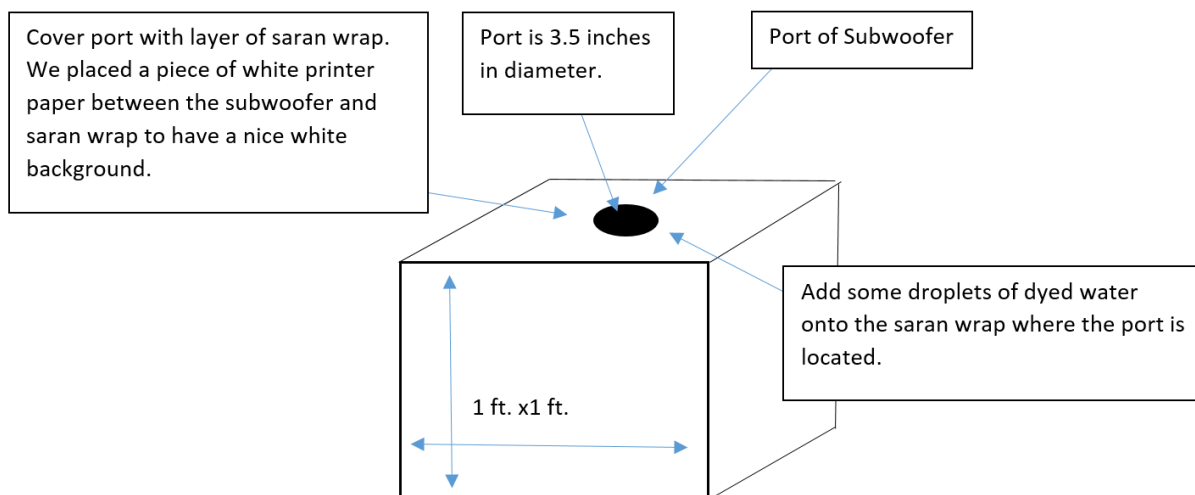 Cover port with layer of saran wrap.
We placed a piece of white printer
paper between the subwoofer and
saran wrap to have a nice white
background.
Port is 3.5 inches
in diameter.
Port of Subwoofer
Add some droplets of dyed water
onto the saran wrap where the port is
located.
1 ft. x1 ft.